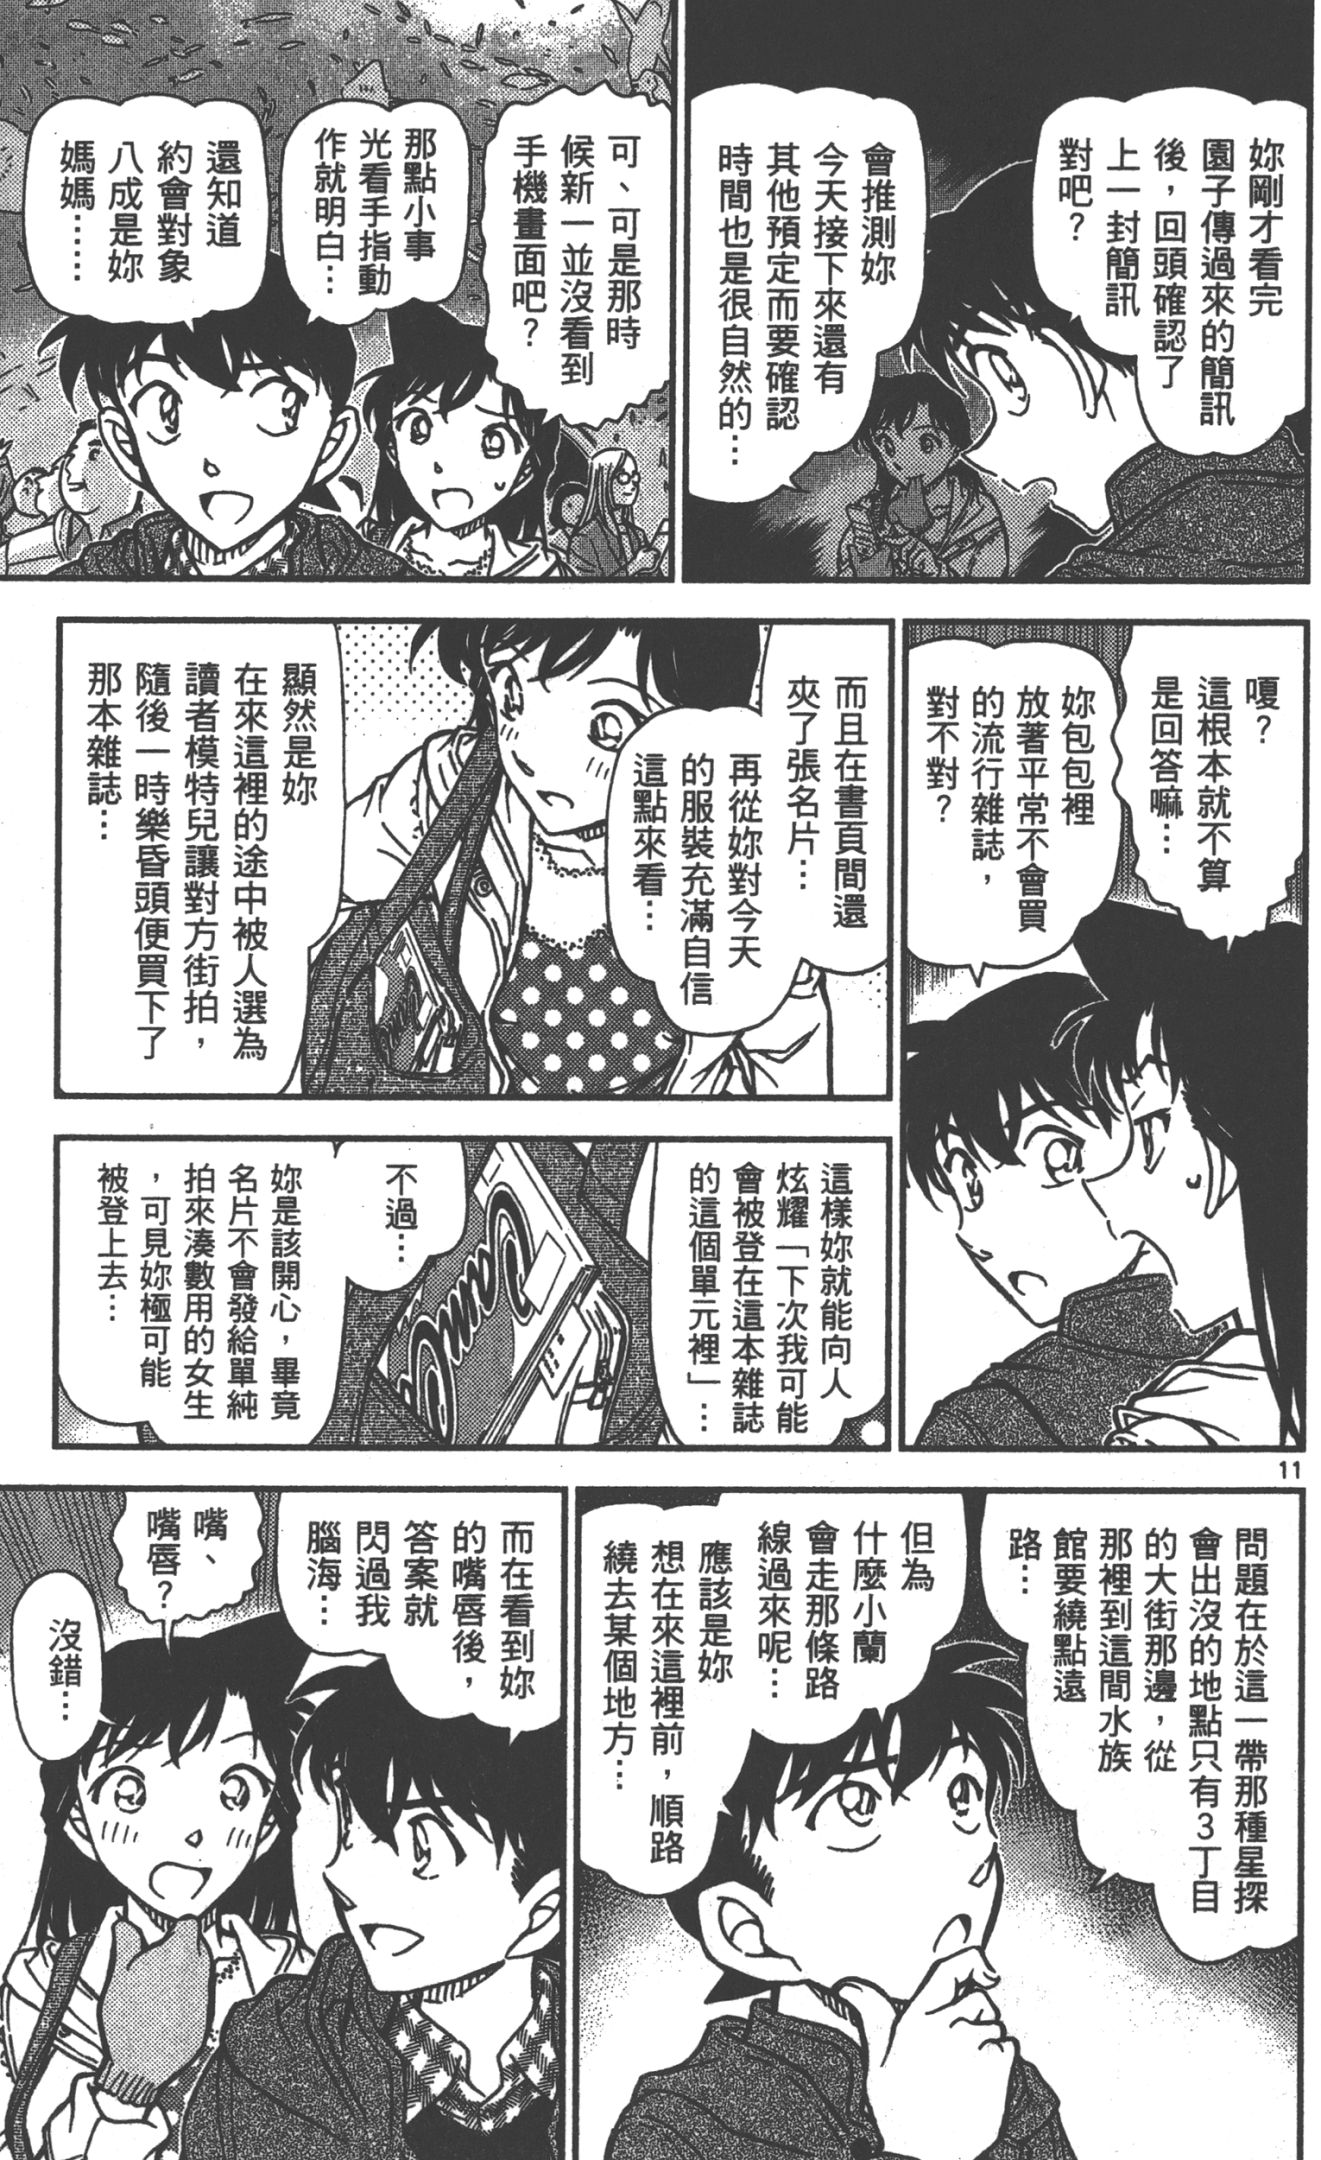 妳剛才看完
園子傳過來的簡訊
後，回頭確認了
上一封簡訊
對吧？
會推測妳
今天接下來還有
其他預定而要確認
時間也是很自然的…
可、可是那時
候新一並沒看到
手機畫面吧？
那點小事
光看手指動
作就明白…
還知道
約會對象
八成是妳
媽媽……
嗄？
這根本就不算
是回答嘛…
妳包包裡
放著平常不會買
的流行雜誌，
對不對？
而且在書頁間還
夾了張名片…
再從妳對今天
的服裝充滿自信
這點來看…
顯然是妳
在來這裡的途中被人選為
讀者模特兒讓對方街拍，
隨後一時樂昏頭便買下了
那本雜誌…
這樣妳就能向人
炫耀「下次我可能
會被登在這本雜誌
的這個單元裡」…
不過…
妳是該開心，畢竟
名片不會發給單純
拍來湊數用的女生
，可見妳極可能
被登上去…
11
問題在於這一帶那種星探
會出沒的地點只有3丁目
的大街那邊，從
那裡到這間水族
館要繞點遠
路…
但為
什麼小蘭
會走那條路
線過來呢…
應該是妳
想在來這裡前，順路
繞去某個地方…
而在看到妳
的嘴唇後，
答案就
閃過我
腦海…
嘴、
嘴唇？
沒錯…